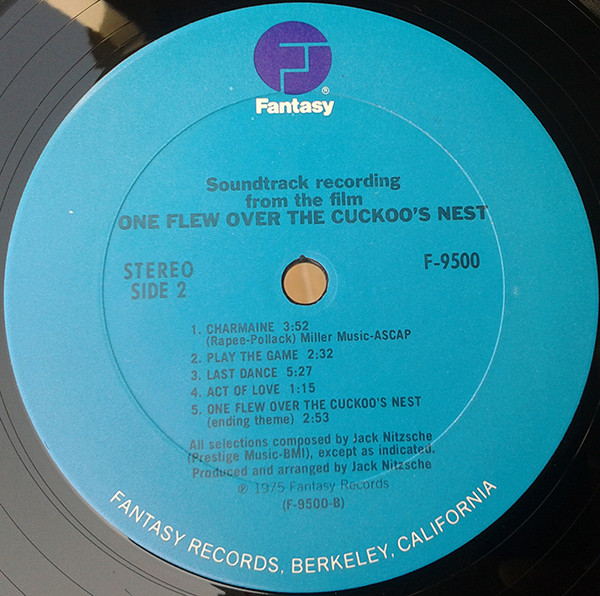 Fantasy®
Soundtrack recording
from the film
ONE FLEW OVER THE CUCKOO'S NEST
STEREO
SIDE 2
F-9500
1. CHARMAINE 3:52
(Rapee-Pollack) Miller Music-ASCAP
2. PLAY THE GAME 2:32
3. LAST DANCE 5:27
4. ACT OF LOVE 1:15
5. ONE FLEW OVER THE CUCKOO'S NEST
(ending theme) 2:53
All selections composed by Jack Nitzsche
(Prestige Music-BMI), except as indicated.
Produced and arranged by Jack Nitzsche
℗ 1975 Fantasy Records
(F-9500-B)
FANTASY RECORDS, BERKELEY, CALIFORNIA